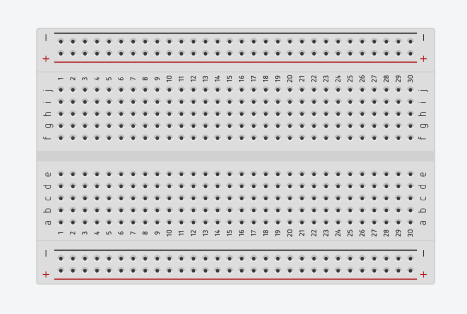 − −
+ +
1 2 3 4 5 6 7 8 9 10 11 12 13 14 15 16 17 18 19 20 21 22 23 24 25 26 27 28 29 30
j j
i i
h h
g g
f f
e e
d d
c c
b b
a a
1 2 3 4 5 6 7 8 9 10 11 12 13 14 15 16 17 18 19 20 21 22 23 24 25 26 27 28 29 30
− −
+ +